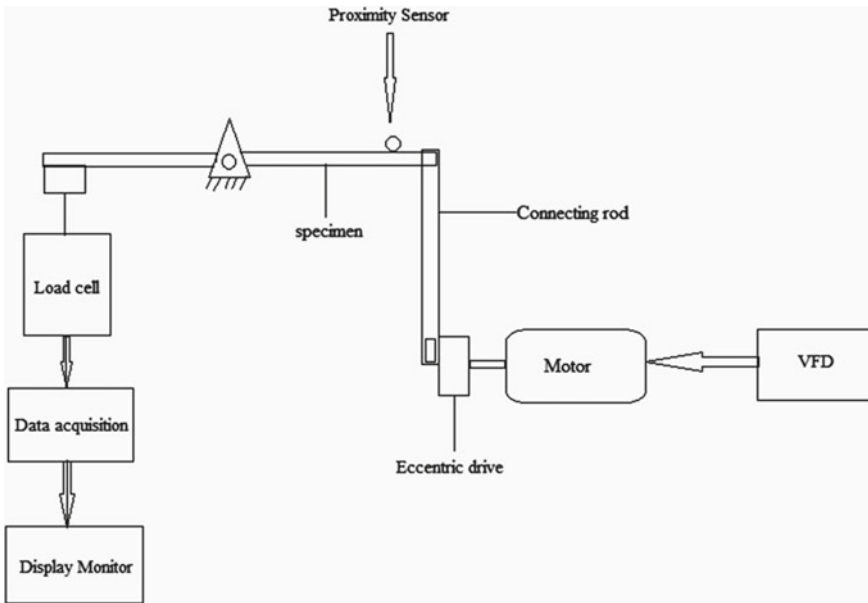 Proximity Sensor
specimen
Connecting rod
Load cell
Motor
VFD
Data acquisition
Eccentric drive
Display Monitor